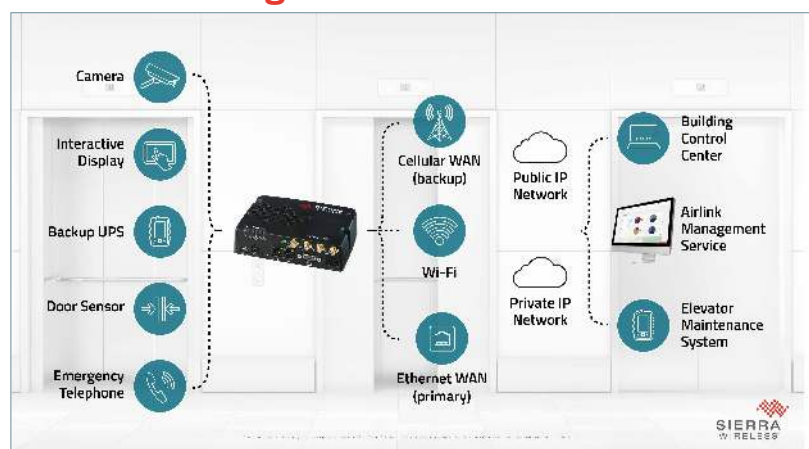 Camera
Interactive
Display
Backup UPS
Door Sensor
Emergency
Telephone
Cellular WAN
(backup)
Wi-Fi
Ethernet WAN
(primary)
Public IP
Network
Private IP
Network
Building
Control
Center
Airlink
Management
Service
Elevator
Maintenance
System
SIERRA
WIRELESS